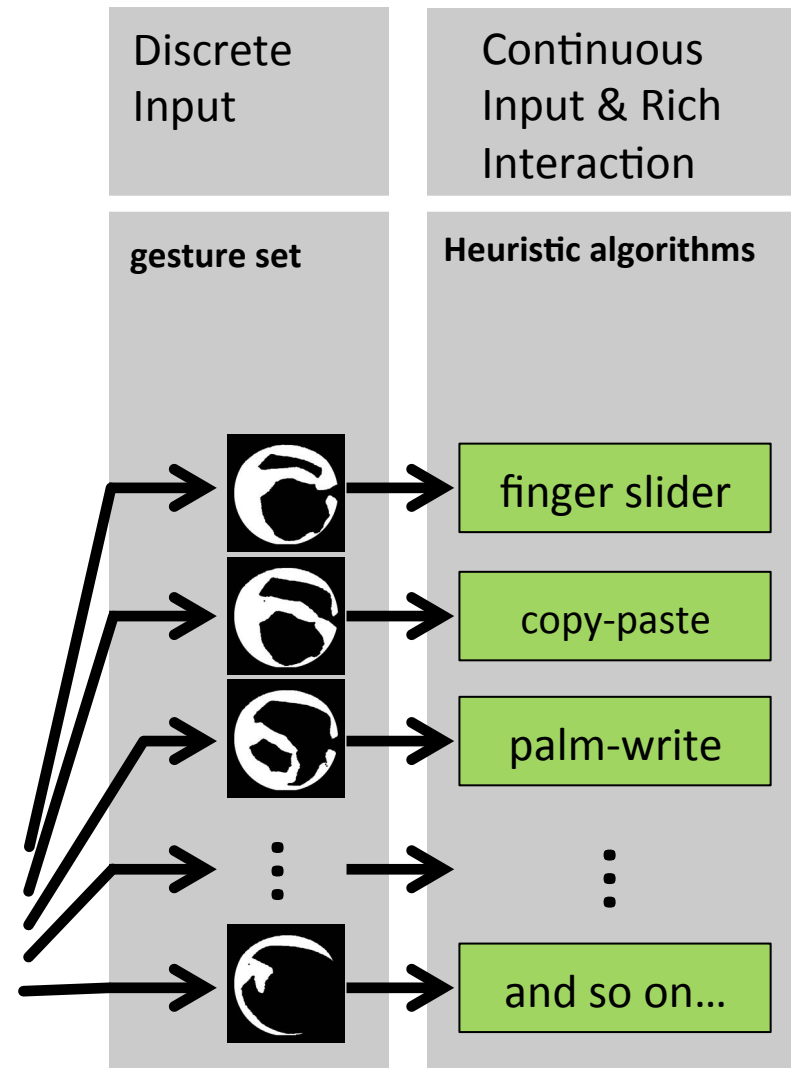 Discrete
Input
Continuous
Input & Rich
Interaction
gesture set
Heuristic algorithms
finger slider
copy-paste
palm-write
and so on…